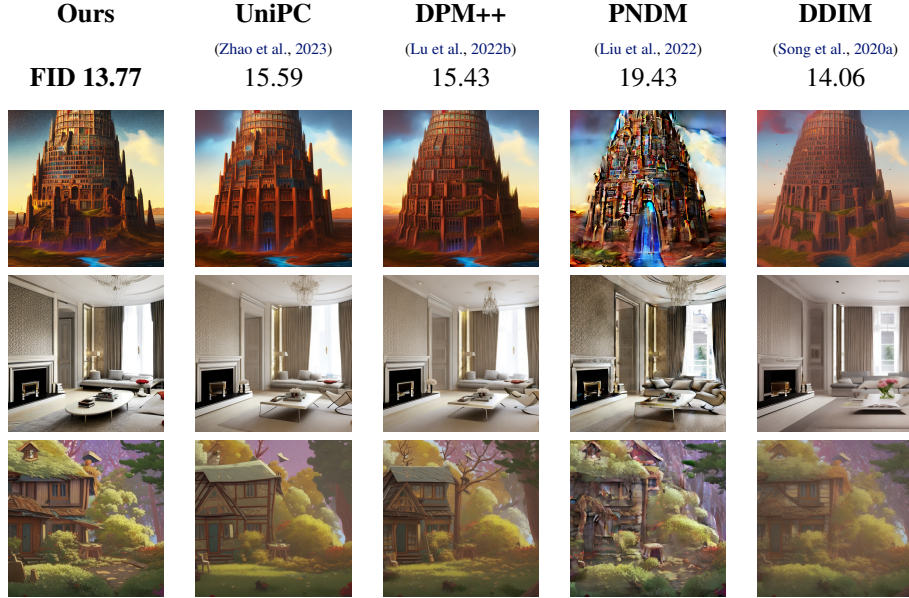 Ours UniPC DPM++ PNDM DDIM
(Zhao et al., 2023) (Lu et al., 2022b) (Liu et al., 2022) (Song et al., 2020a)
FID 13.77 15.59 15.43 19.43 14.06